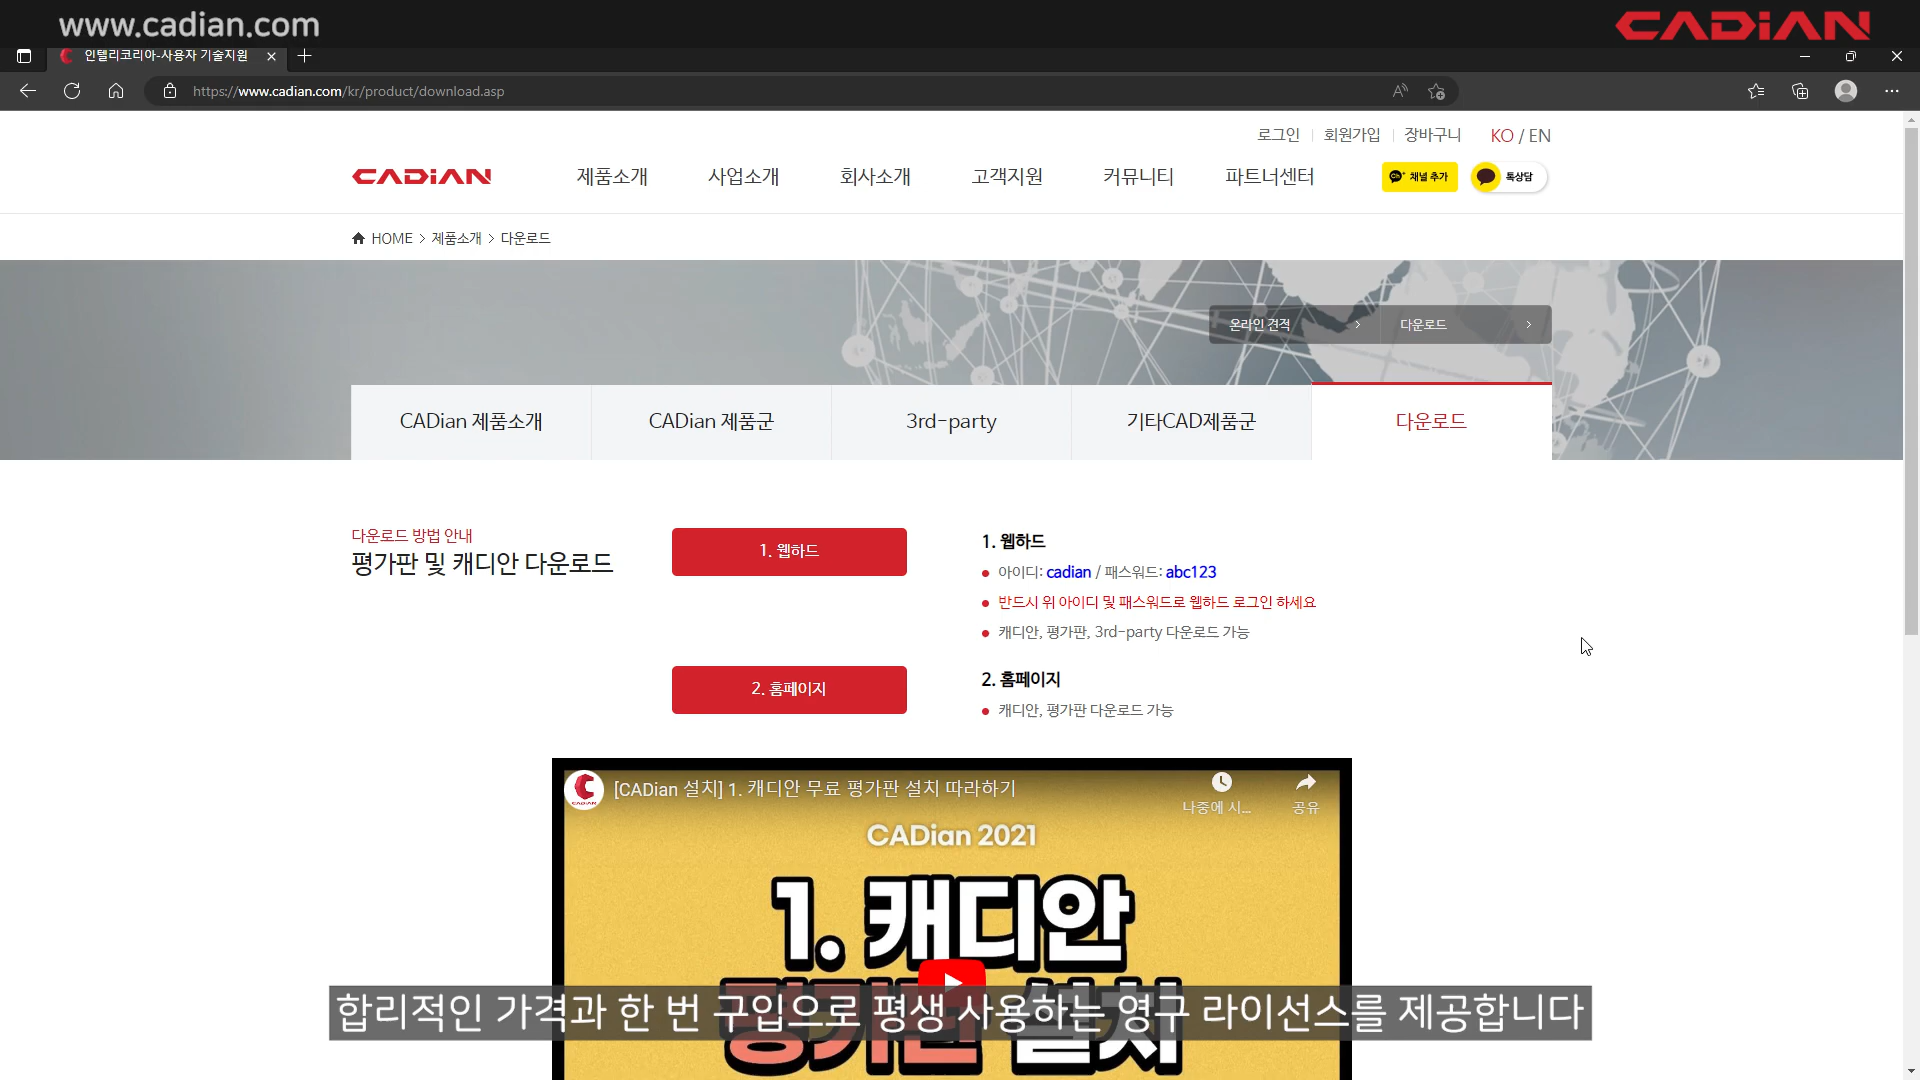 www.cadian.com
CADiAN
인텔리코리아-사용자 기술지원
https://www.cadian.com/kr/product/download.asp
로그인 회원가입 장바구니 KO / EN
CADiAN 제품소개 사업소개 회사소개 고객지원 커뮤니티 파트너센터 Ch+ 채널 추가 톡상담
HOME > 제품소개 > 다운로드
온라인 견적 > 다운로드 >
CADian 제품소개 CADian 제품군 3rd-party 기타CAD제품군 다운로드
다운로드 방법 안내
평가판 및 캐디안 다운로드
1. 웹하드
1. 웹하드
아이디: cadian / 패스워드: abc123
반드시 위 아이디 및 패스워드로 웹하드 로그인 하세요
캐디안, 평가판, 3rd-party 다운로드 가능
2. 홈페이지
2. 홈페이지
캐디안, 평가판 다운로드 가능
[CADian 설치] 1. 캐디안 무료 평가판 설치 따라하기
나중에 시...
공유
CADian 2021
1. 캐디안
평가판 설치
합리적인 가격과 한 번 구입으로 평생 사용하는 영구 라이선스를 제공합니다